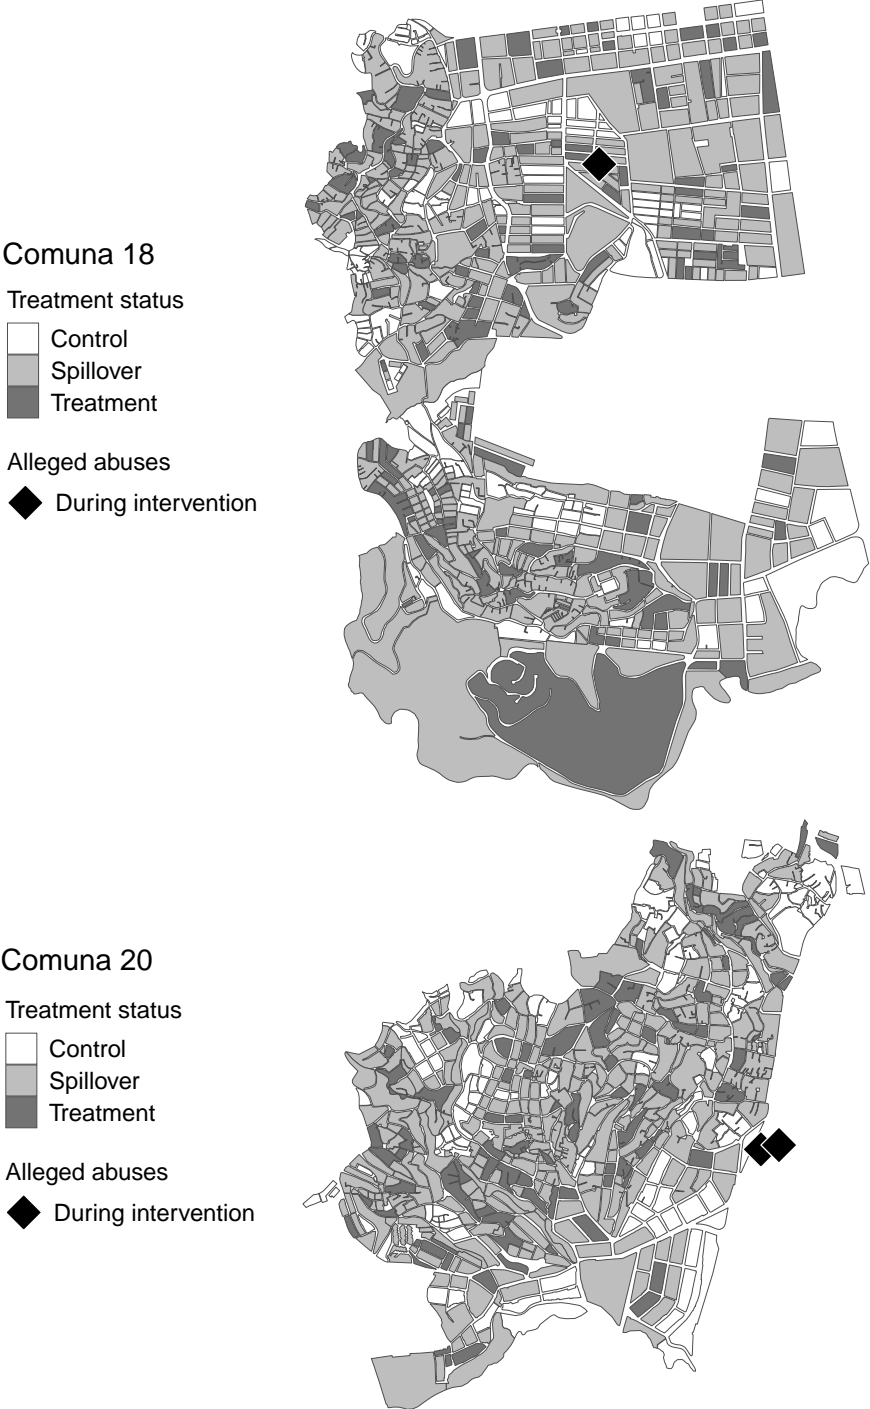 Comuna 18
Treatment status
Control
Spillover
Treatment
Alleged abuses
During intervention
Comuna 20
Treatment status
Control
Spillover
Treatment
Alleged abuses
During intervention